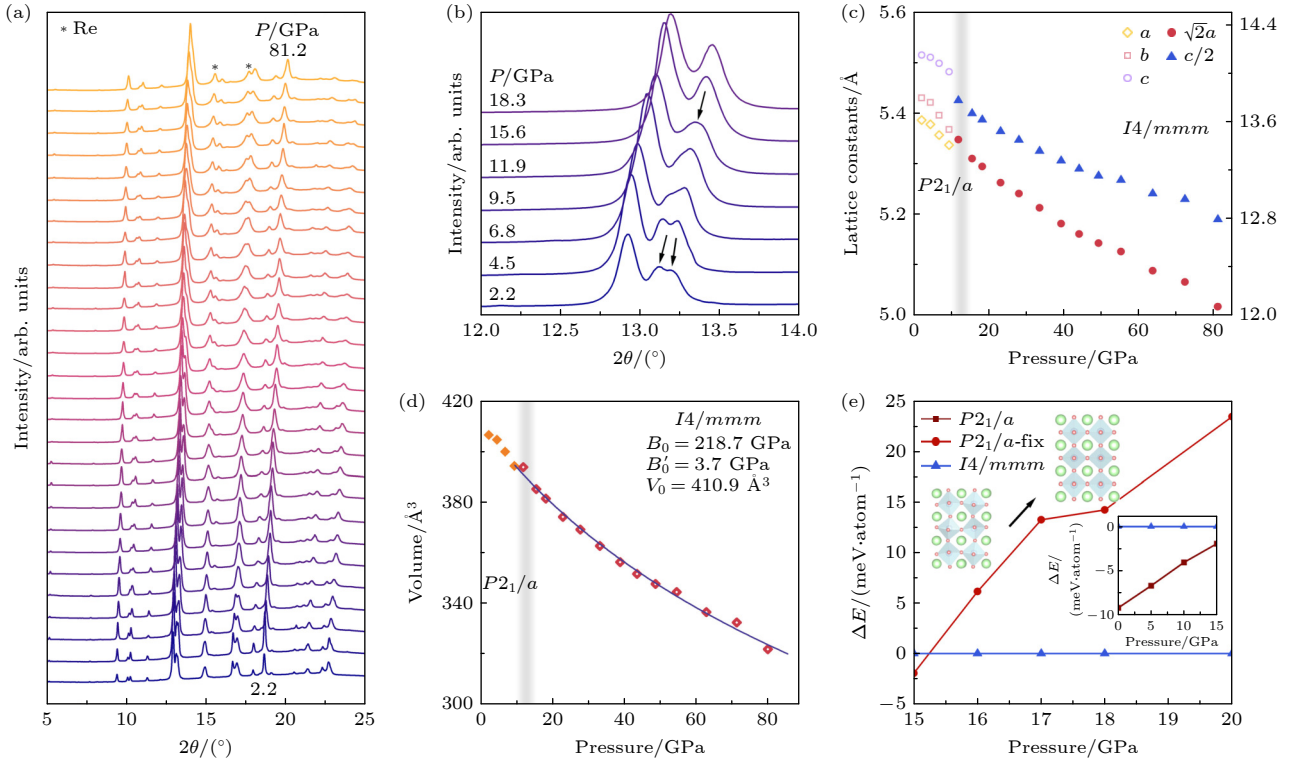 (a)
* Re
P/GPa
81.2
*
*
2.2
Intensity/arb. units
5
10
15
20
25
2θ/(°)
(b)
P/GPa
18.3
15.6
11.9
9.5
6.8
4.5
2.2
Intensity/arb. units
12.0
12.5
13.0
13.5
14.0
2θ/(°)
(c)
5.6
5.4
5.2
5.0
Lattice constants/Å
14.4
13.6
12.8
12.0
a
√2a
b
c/2
c
I4/mmm
P2₁/a
0
20
40
60
80
Pressure/GPa
(d)
420
380
340
300
Volume/Å³
I4/mmm
B₀ = 218.7 GPa
B₀′ = 3.7 GPa
V₀ = 410.9 Å³
P2₁/a
0
20
40
60
80
Pressure/GPa
(e)
25
20
15
10
5
0
−5
ΔE/(meV·atom⁻¹)
P2₁/a
P2₁/a-fix
I4/mmm
0
−5
−10
ΔE/
(meV·atom⁻¹)
0
5
10
15
Pressure/GPa
15
16
17
18
19
20
Pressure/GPa